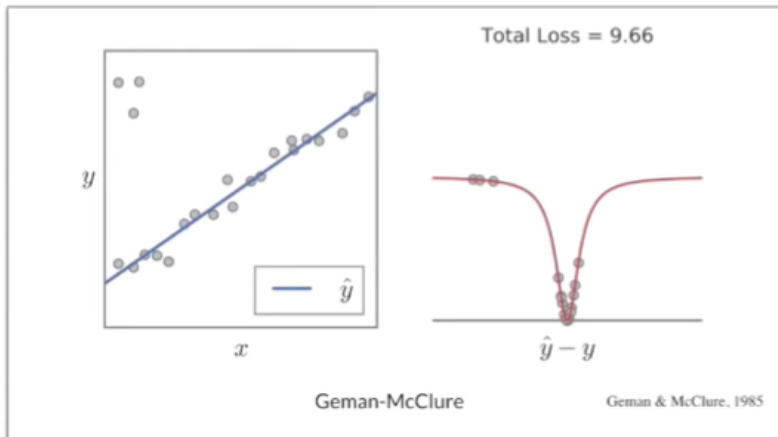 Total Loss = 9.66
y
ŷ
x
ŷ − y
Geman-McClure
Geman & McClure, 1985